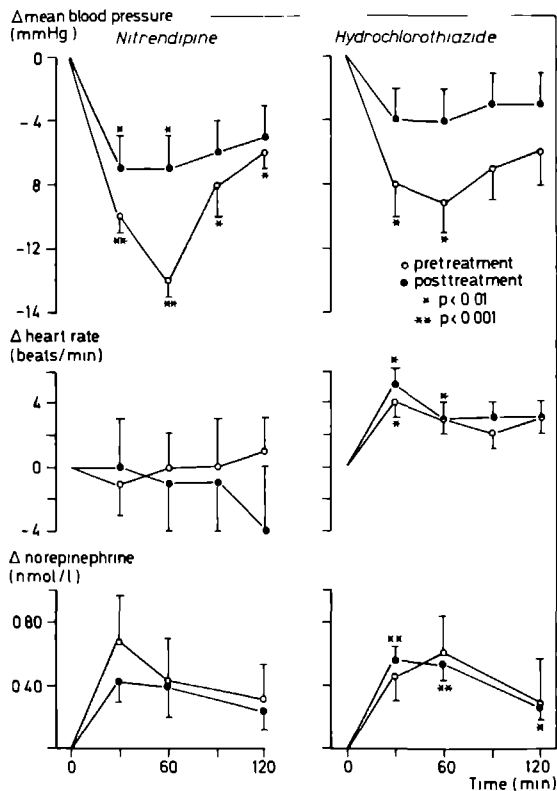 Δ mean blood pressure
(mmHg)
Nitrendipine
Hydrochlorothiazide
0
-4
-8
-12
-14
*
*
**
**
*
*
*
*
○ pretreatment
● posttreatment
* p<0.01
** p<0.001
Δ heart rate
(beats/min)
4
0
-4
*
*
*
Δ norepinephrine
(nmol/l)
0.80
0.40
**
**
*
0 60 120
0 60 120
Time (min)